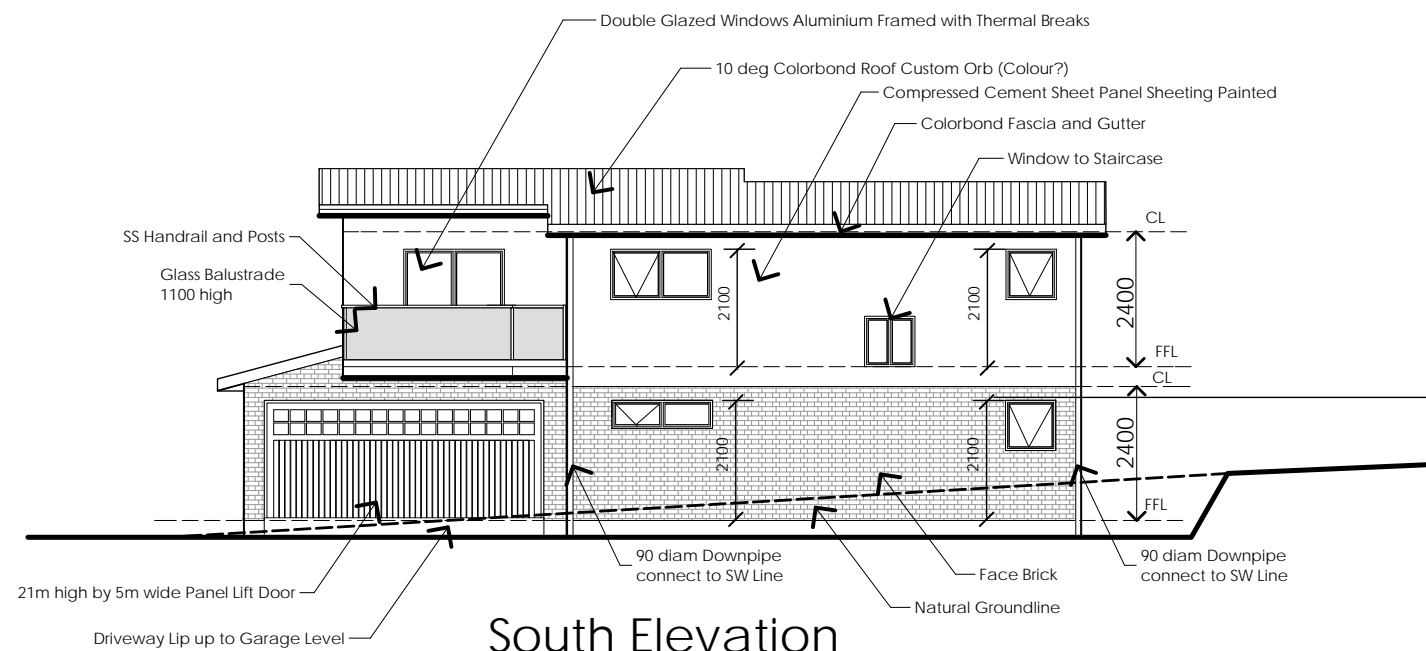 Double Glazed Windows Aluminium Framed with Thermal Breaks
10 deg Colorbond Roof Custom Orb (Colour?)
Compressed Cement Sheet Panel Sheeting Painted
Colorbond Fascia and Gutter
Window to Staircase
SS Handrail and Posts
Glass Balustrade
1100 high
CL
2100
2100
2400
FFL
CL
2100
2100
2400
FFL
90 diam Downpipe
connect to SW Line
Face Brick
90 diam Downpipe
connect to SW Line
21m high by 5m wide Panel Lift Door
Natural Groundline
Driveway Lip up to Garage Level
South Elevation